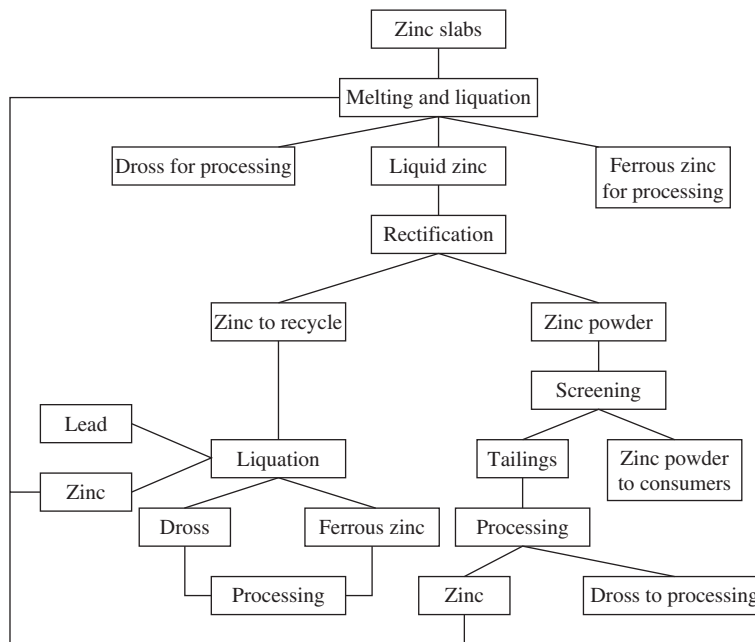 Zinc slabs
Melting and liquation
Dross for processing
Liquid zinc
Ferrous zinc
for processing
Rectification
Zinc to recycle
Zinc powder
Screening
Lead
Liquation
Tailings
Zinc powder
to consumers
Zinc
Dross
Ferrous zinc
Processing
Processing
Zinc
Dross to processing